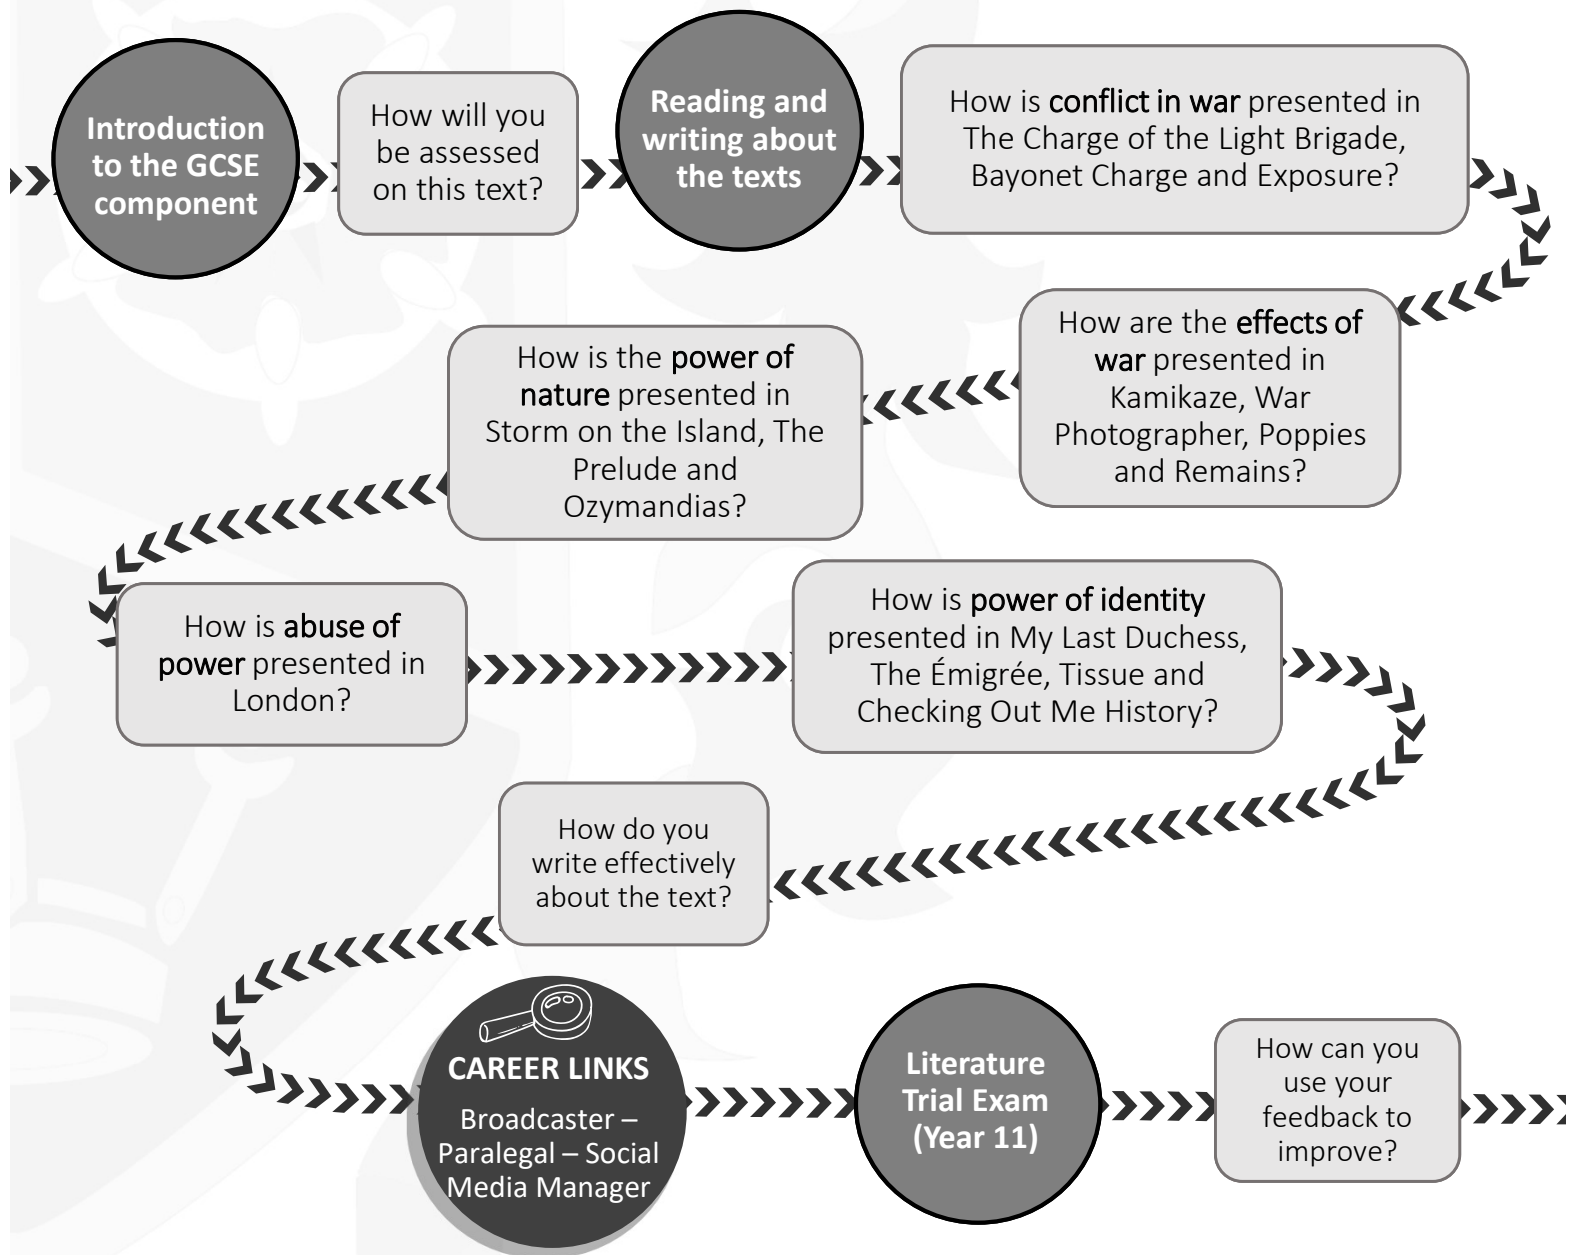 Introduction
to the GCSE
component
How will you
be assessed
on this text?
Reading and
writing about
the texts
How is conflict in war presented in
The Charge of the Light Brigade,
Bayonet Charge and Exposure?
How are the effects of
war presented in
Kamikaze, War
Photographer, Poppies
and Remains?
How is the power of
nature presented in
Storm on the Island, The
Prelude and
Ozymandias?
How is abuse of
power presented in
London?
How is power of identity
presented in My Last Duchess,
The Émigrée, Tissue and
Checking Out Me History?
How do you
write effectively
about the text?
CAREER LINKS
Broadcaster –
Paralegal – Social
Media Manager
Literature
Trial Exam
(Year 11)
How can you
use your
feedback to
improve?